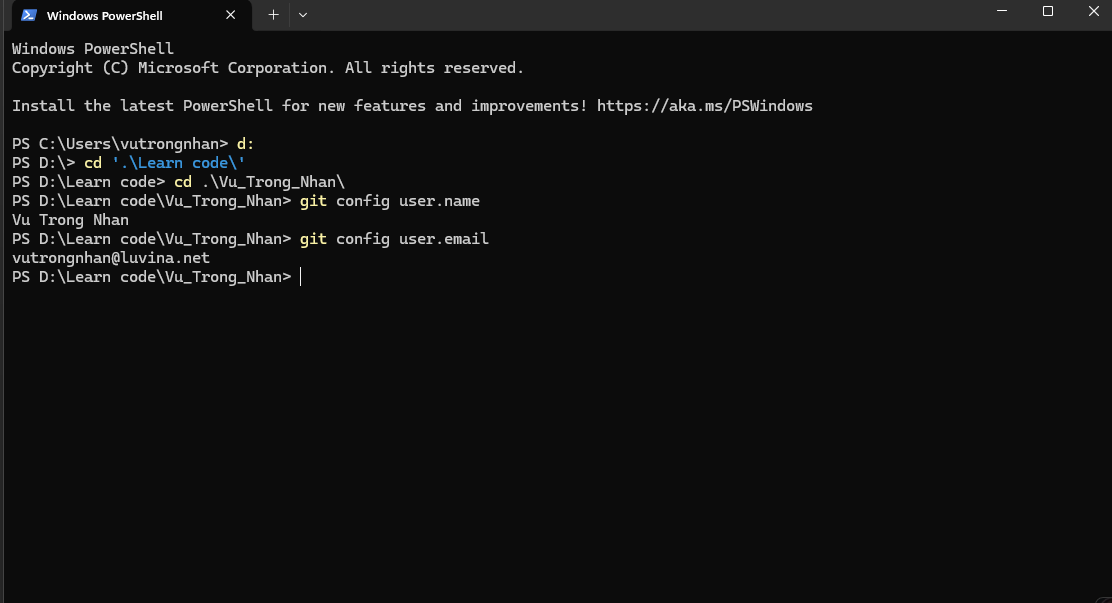 Windows PowerShell
Windows PowerShell
Copyright (C) Microsoft Corporation. All rights reserved.
Install the latest PowerShell for new features and improvements! https://aka.ms/PSWindows
PS C:\Users\vutrongnhan> d:
PS D:\> cd '.\Learn code\'
PS D:\Learn code> cd .\Vu_Trong_Nhan\
PS D:\Learn code\Vu_Trong_Nhan> git config user.name
Vu Trong Nhan
PS D:\Learn code\Vu_Trong_Nhan> git config user.email
vutrongnhan@luvina.net
PS D:\Learn code\Vu_Trong_Nhan>